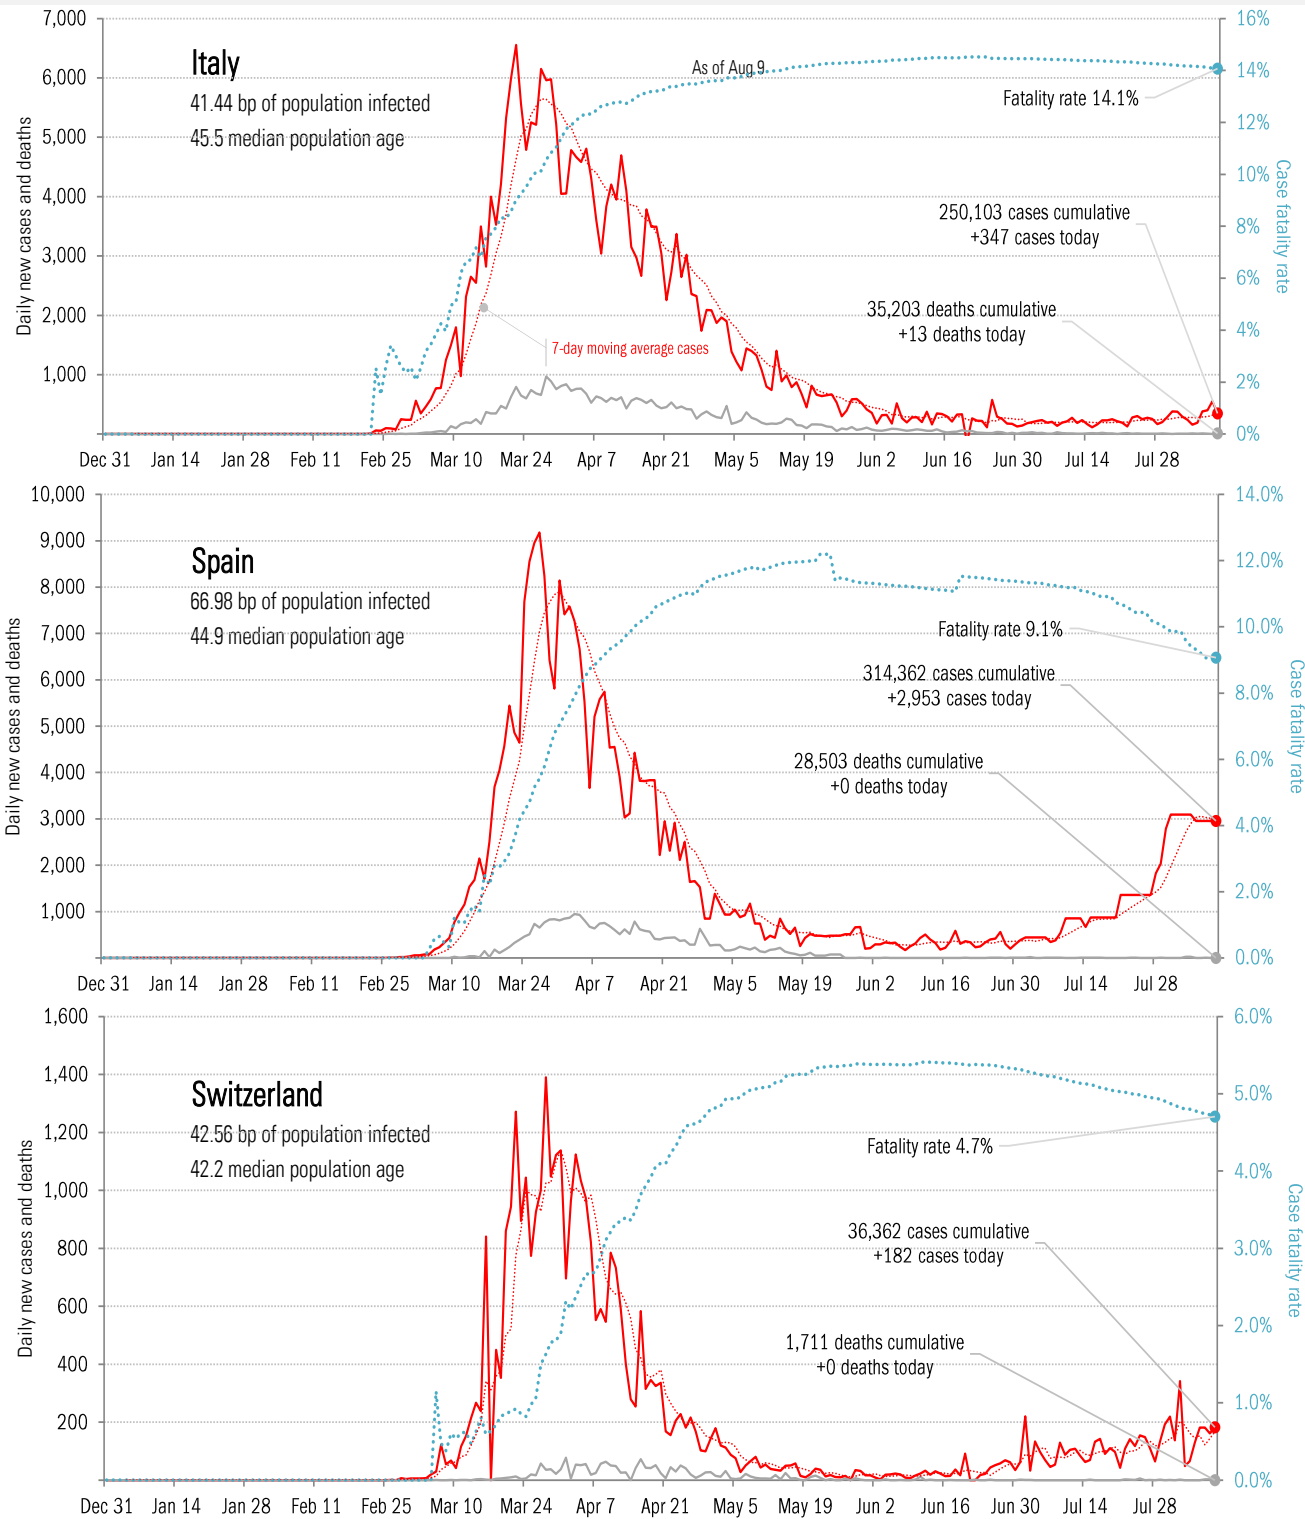 7,000
6,000
5,000
4,000
3,000
2,000
1,000
Daily new cases and deaths
Italy
41.44 bp of population infected
45.5 median population age
As of Aug 9
Fatality rate 14.1%
250,103 cases cumulative
+347 cases today
35,203 deaths cumulative
+13 deaths today
7-day moving average cases
16%
14%
12%
10%
8%
6%
4%
2%
0%
Case fatality rate
Dec 31 Jan 14 Jan 28 Feb 11 Feb 25 Mar 10 Mar 24 Apr 7 Apr 21 May 5 May 19 Jun 2 Jun 16 Jun 30 Jul 14 Jul 28
10,000
9,000
8,000
7,000
6,000
5,000
4,000
3,000
2,000
1,000
Daily new cases and deaths
Spain
66.98 bp of population infected
44.9 median population age
Fatality rate 9.1%
314,362 cases cumulative
+2,953 cases today
28,503 deaths cumulative
+0 deaths today
14.0%
12.0%
10.0%
8.0%
6.0%
4.0%
2.0%
0.0%
Case fatality rate
Dec 31 Jan 14 Jan 28 Feb 11 Feb 25 Mar 10 Mar 24 Apr 7 Apr 21 May 5 May 19 Jun 2 Jun 16 Jun 30 Jul 14 Jul 28
1,600
1,400
1,200
1,000
800
600
400
200
Daily new cases and deaths
Switzerland
42.56 bp of population infected
42.2 median population age
Fatality rate 4.7%
36,362 cases cumulative
+182 cases today
1,711 deaths cumulative
+0 deaths today
6.0%
5.0%
4.0%
3.0%
2.0%
1.0%
0.0%
Case fatality rate
Dec 31 Jan 14 Jan 28 Feb 11 Feb 25 Mar 10 Mar 24 Apr 7 Apr 21 May 5 May 19 Jun 2 Jun 16 Jun 30 Jul 14 Jul 28